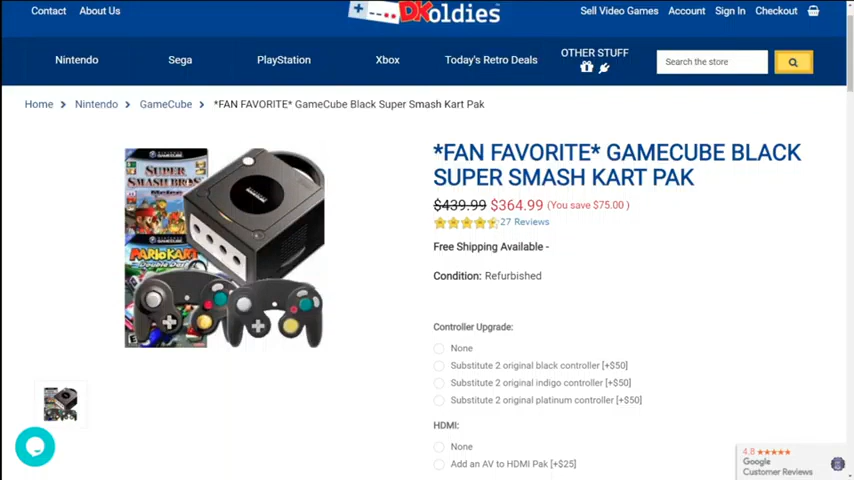 Contact About Us
DKoldies
Sell Video Games Account Sign In Checkout
Nintendo Sega PlayStation Xbox Today's Retro Deals OTHER STUFF
Search the store
Home > Nintendo > GameCube > *FAN FAVORITE* GameCube Black Super Smash Kart Pak
SUPER
SMASH BROS.
Melee
MARIOKART
Double Dash
*FAN FAVORITE* GAMECUBE BLACK
SUPER SMASH KART PAK
$439.99 $364.99 (You save $75.00 )
27 Reviews
Free Shipping Available -
Condition: Refurbished
Controller Upgrade:
None
Substitute 2 original black controller [+$50]
Substitute 2 original indigo controller [+$50]
Substitute 2 original platinum controller [+$50]
HDMI:
None
Add an AV to HDMI Pak [+$25]
4.8
Google
Customer Reviews